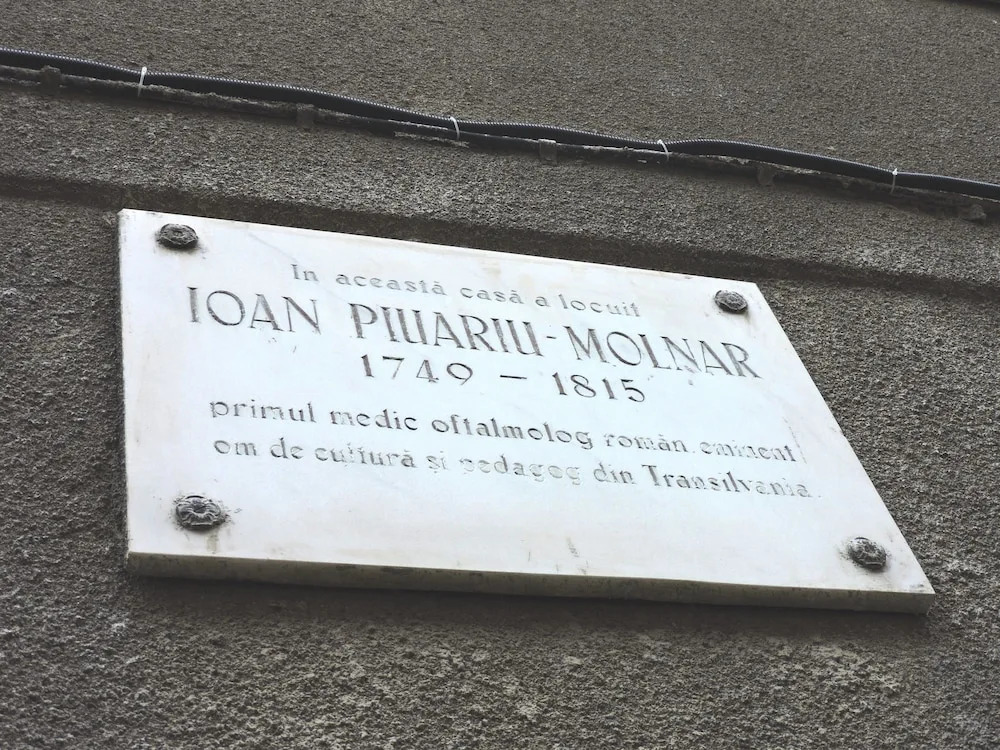 In această casă a locuit
IOAN PIUARIU-MOLNAR
1749 – 1815
primul medic oftalmolog român. eminent
om de cultură și pedagog din Transilvania.